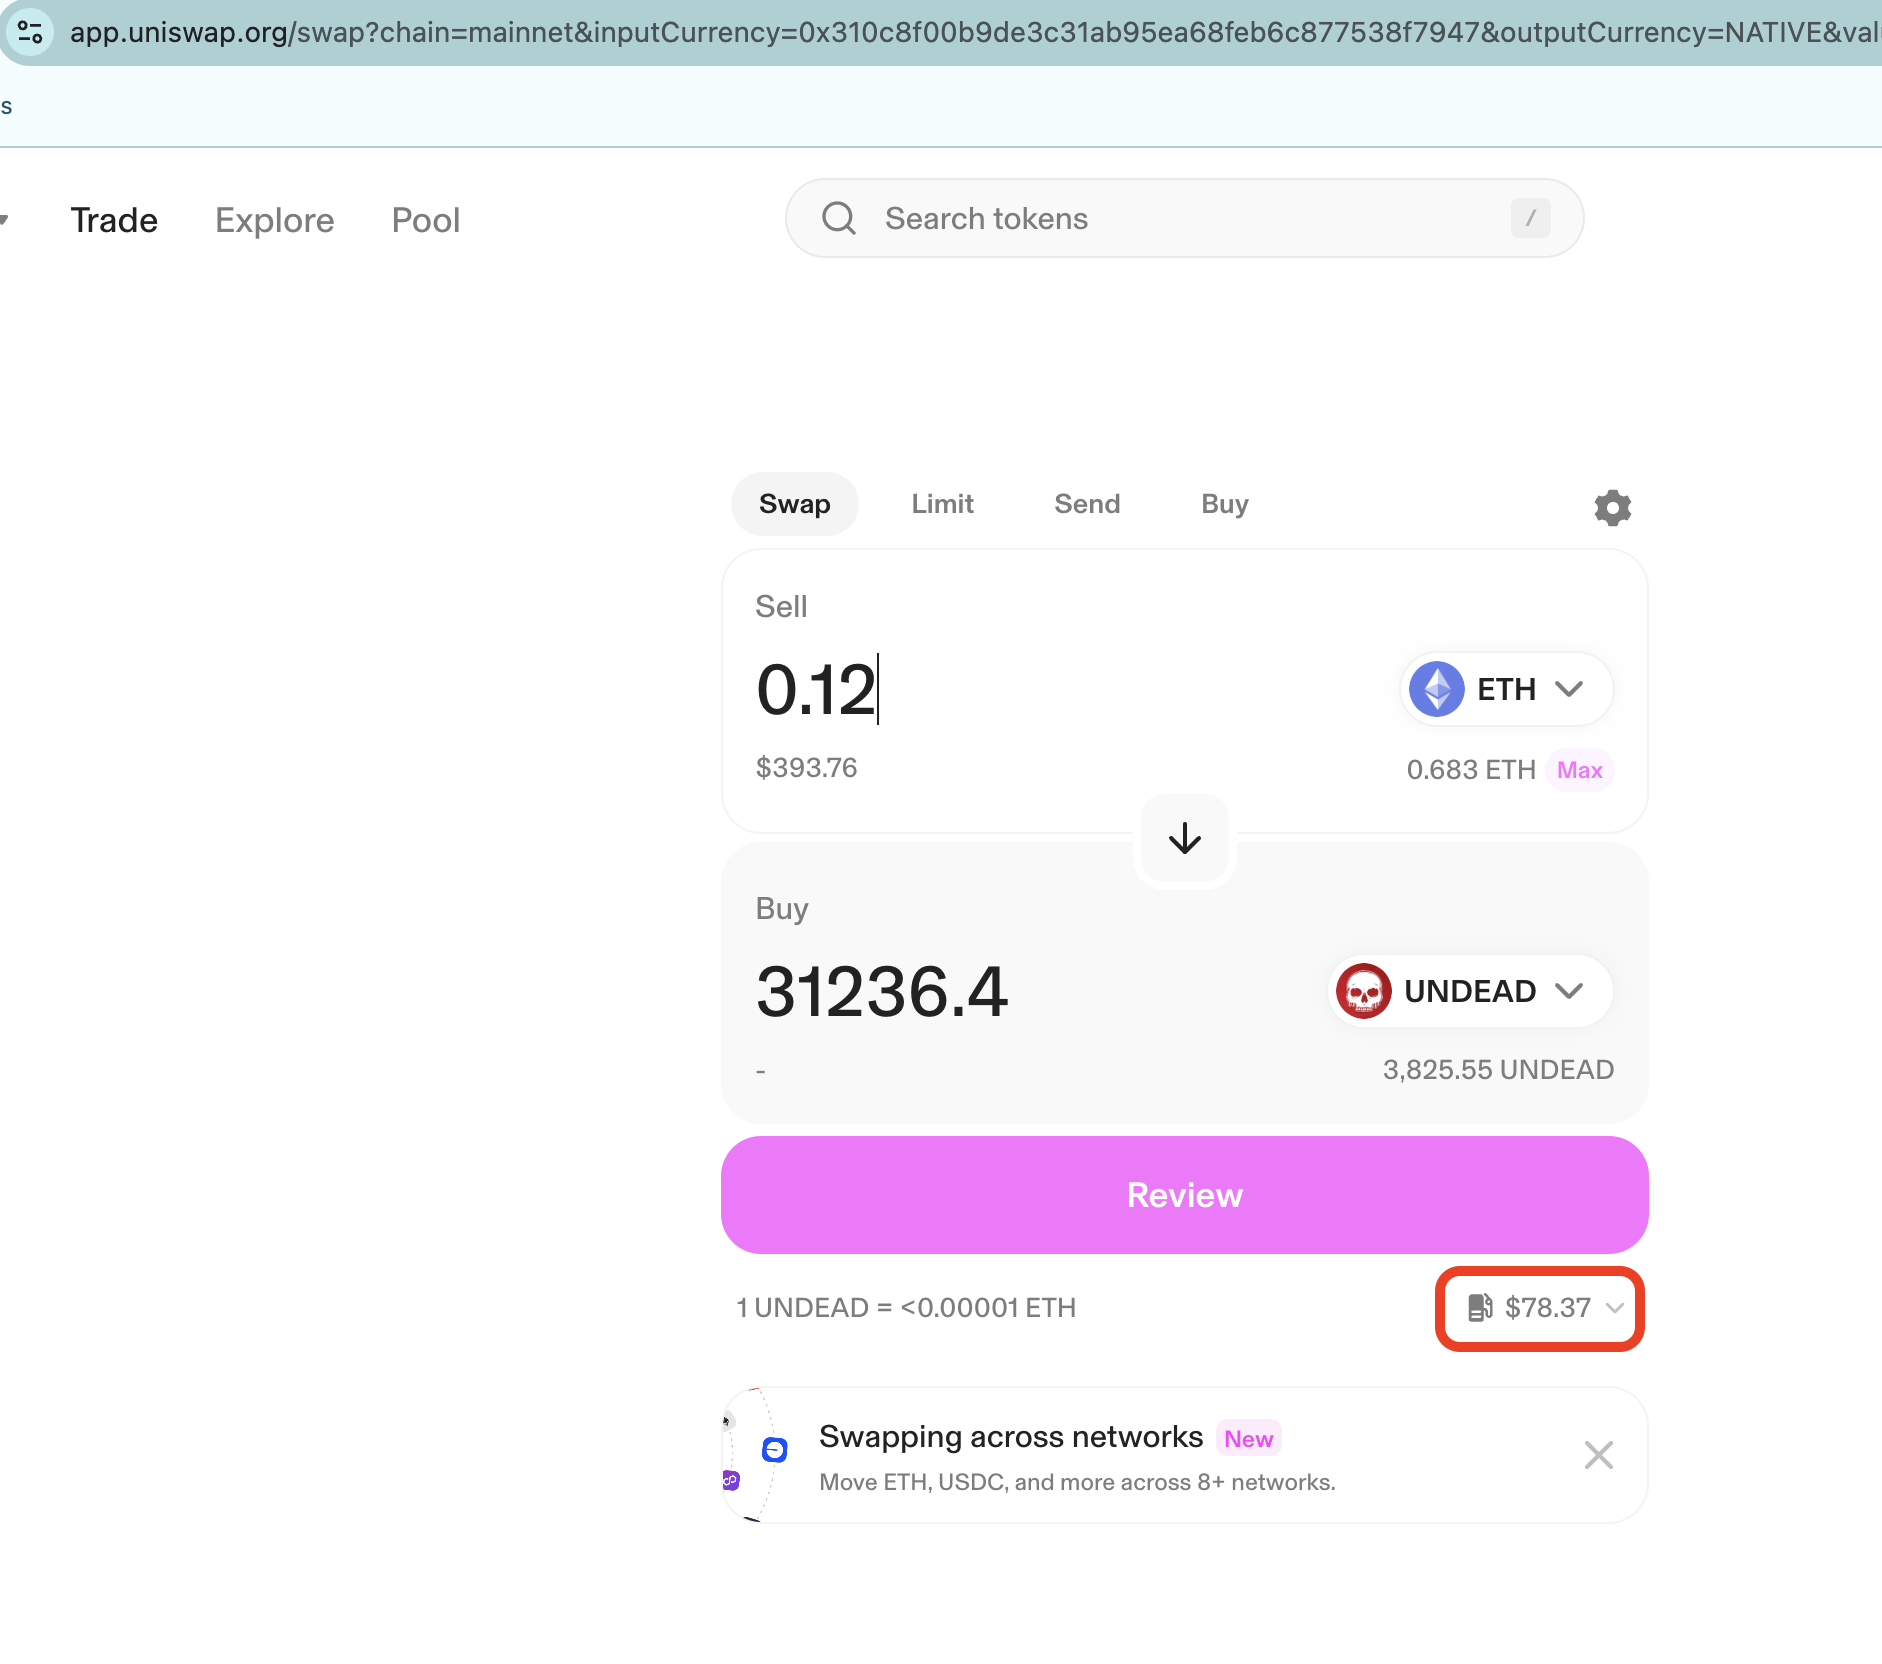 app.uniswap.org/swap?chain=mainnet&inputCurrency=0x310c8f00b9de3c31ab95ea68feb6c877538f7947&outputCurrency=NATIVE&val
s
Trade Explore Pool
Search tokens /
Swap Limit Send Buy
Sell
0.12 ETH
$393.76 0.683 ETH Max
Buy
31236.4 UNDEAD
- 3,825.55 UNDEAD
Review
1 UNDEAD = <0.00001 ETH $78.37
Swapping across networks New
Move ETH, USDC, and more across 8+ networks.